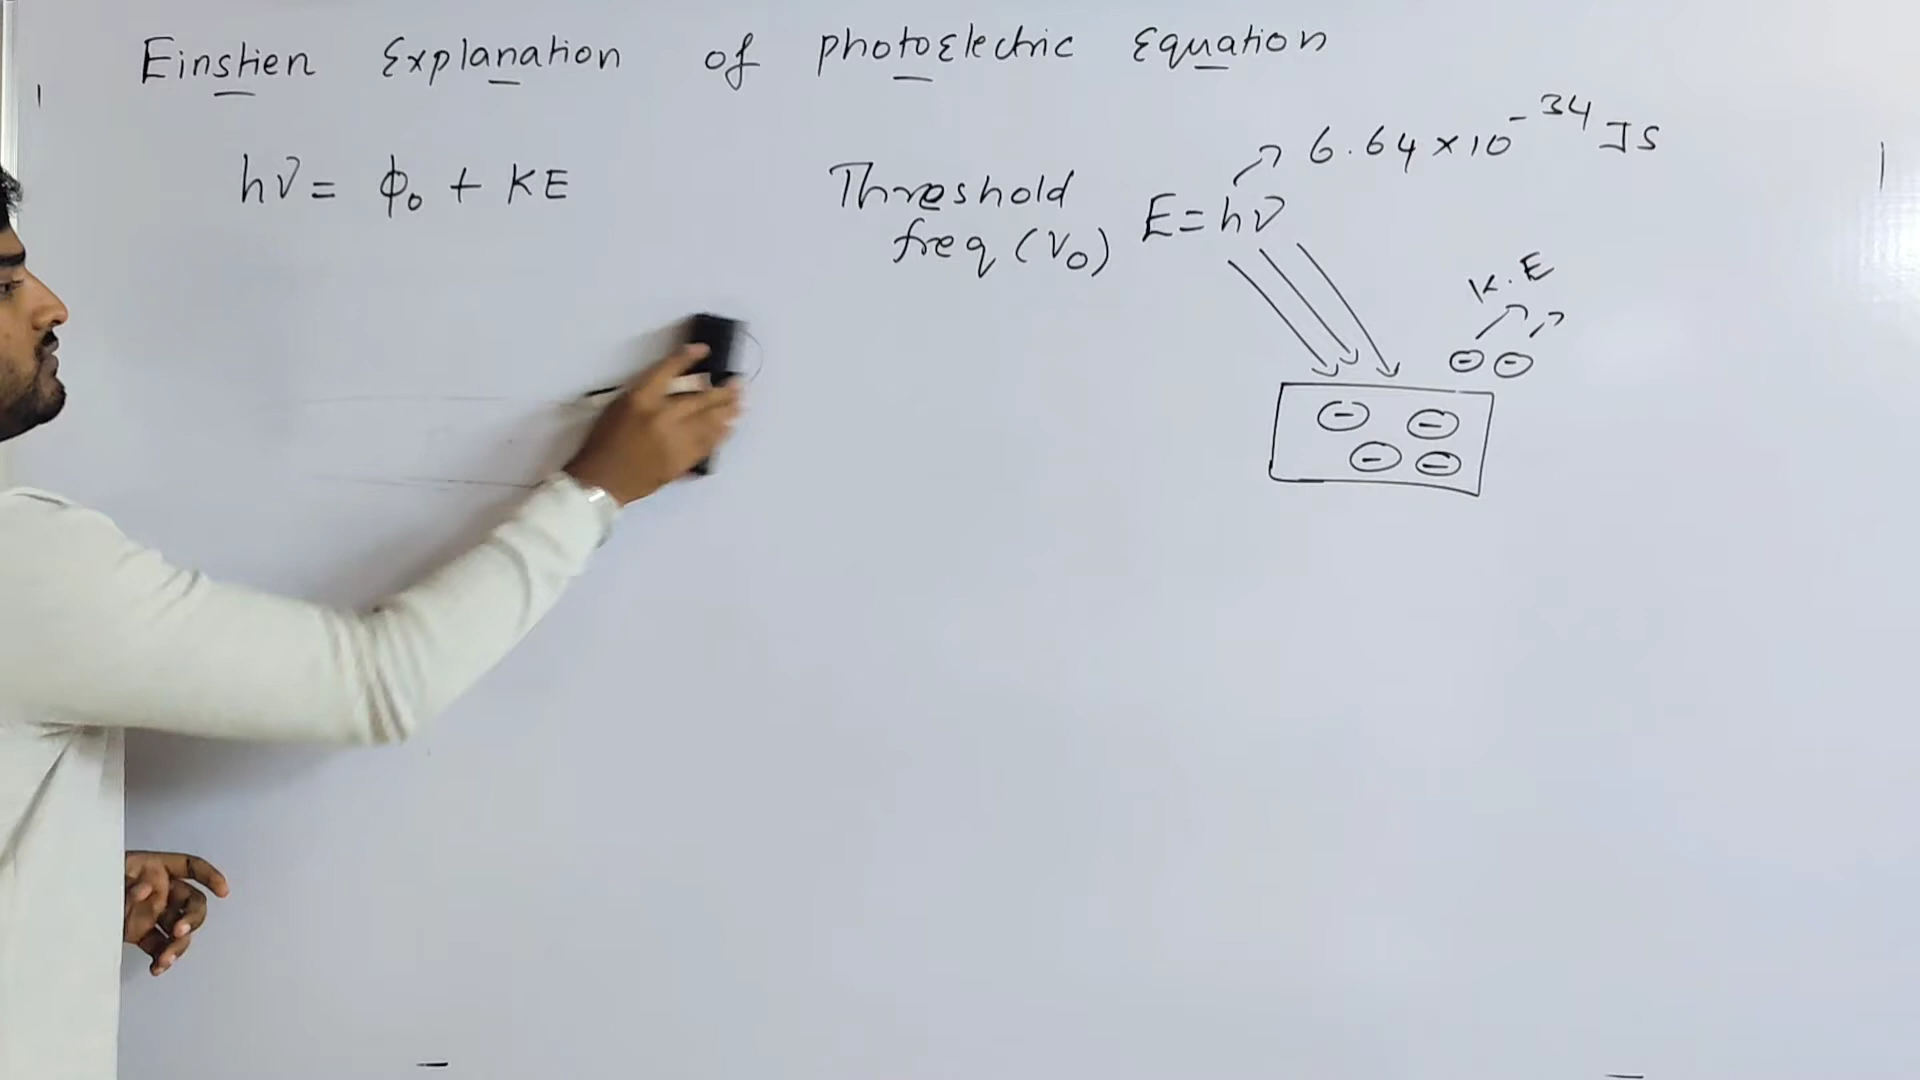 Einstien Explanation of photoElectric Equation
hν = ϕ₀ + KE
Threshold
freq (ν₀)
6.64 × 10⁻³⁴ JS
E = hν
K.E
⊖ ⊖
⊖ ⊖
⊖ ⊖